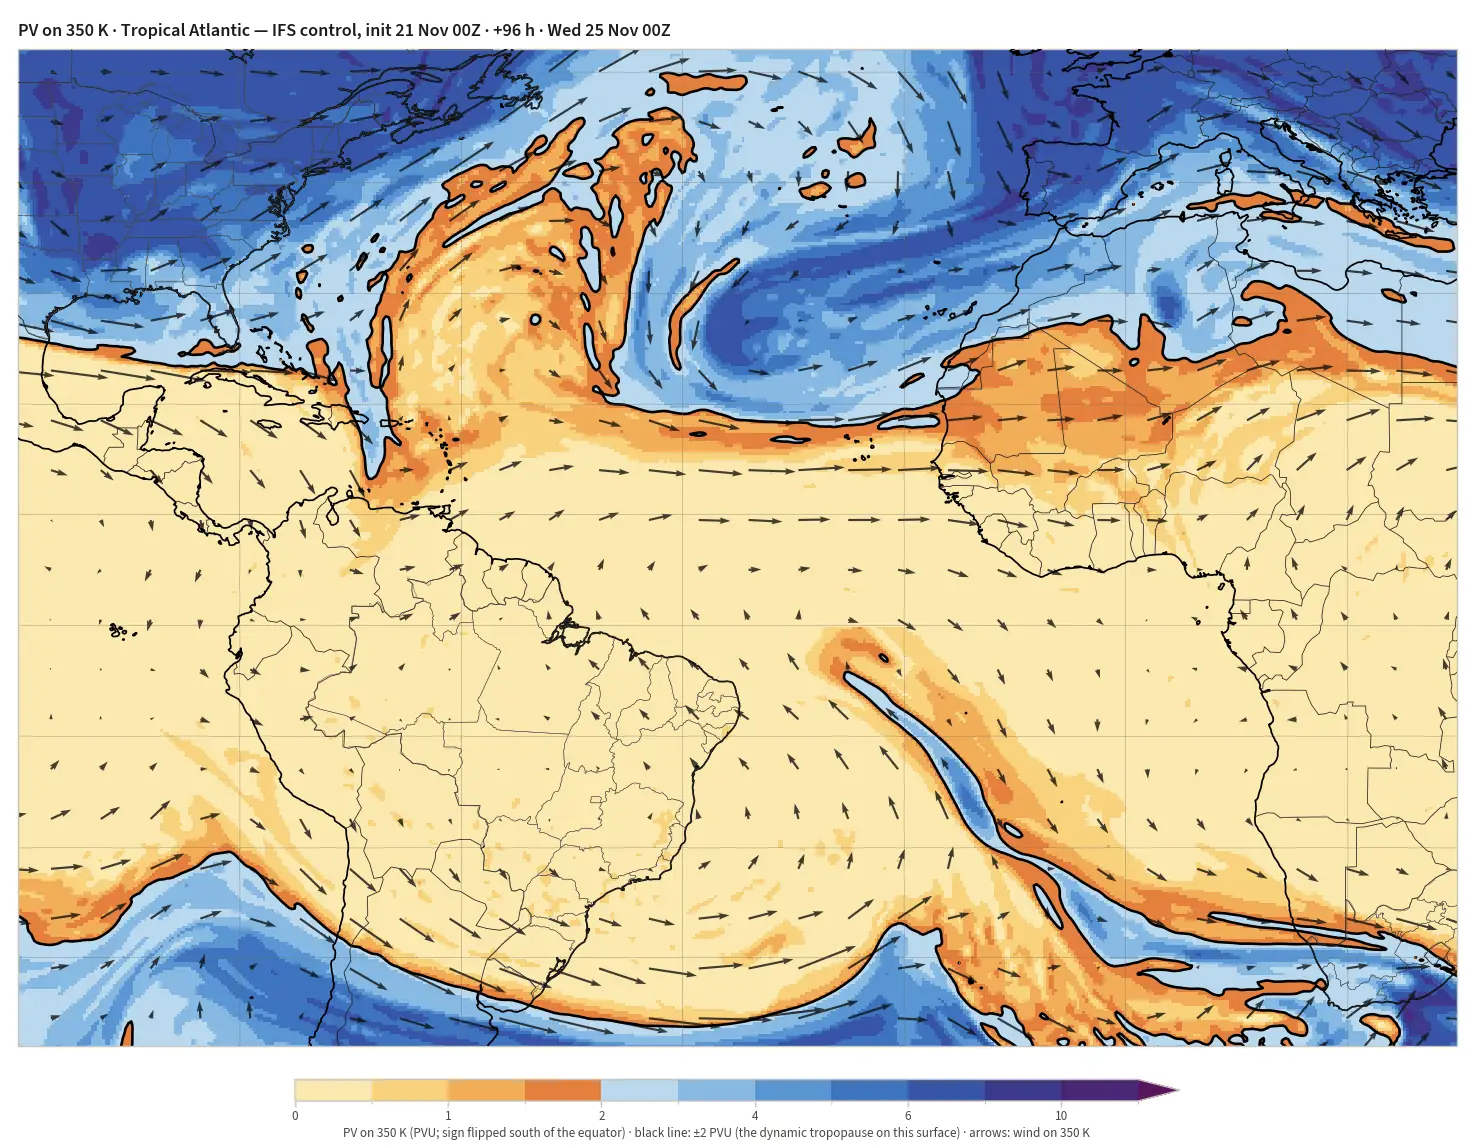 PV on 350 K · Tropical Atlantic — IFS control, init 21 Nov 00Z · +96 h · Wed 25 Nov 00Z
0 1 2 4 6 10
PV on 350 K (PVU; sign flipped south of the equator) · black line: ±2 PVU (the dynamic tropopause on this surface) · arrows: wind on 350 K